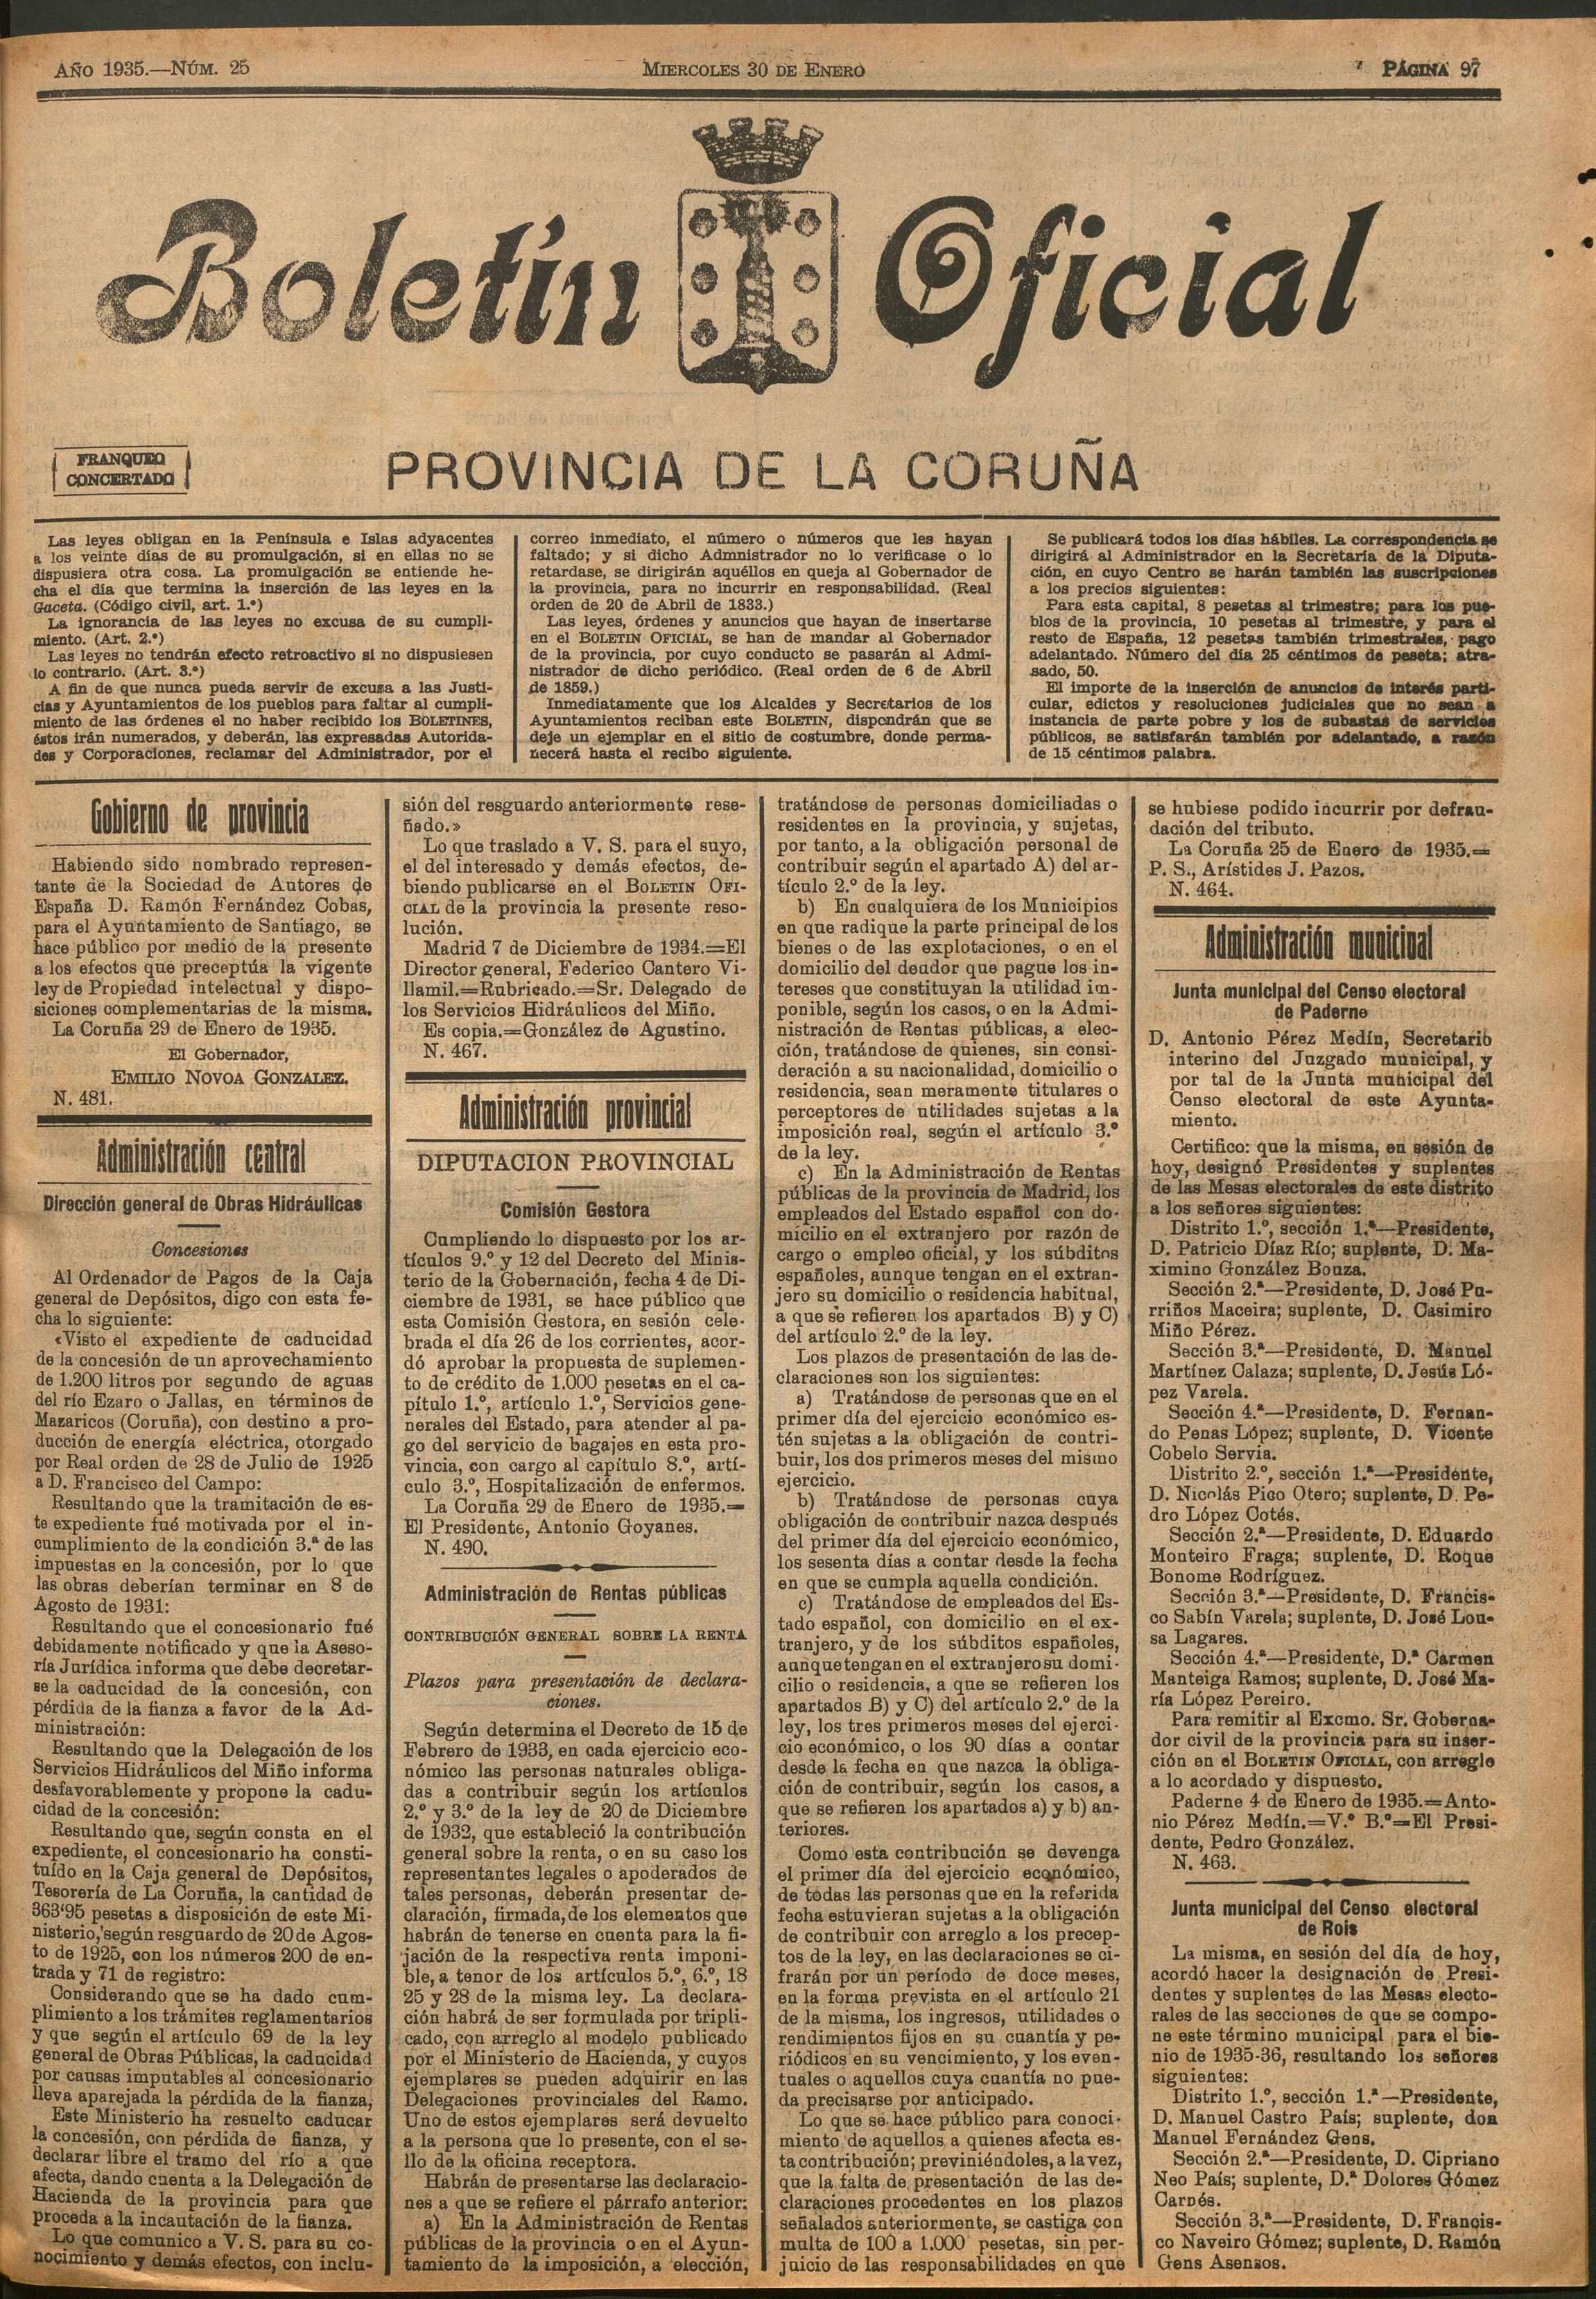 AÑO 1935.—NÚM. 25
MIERCOLES 30 DE ENERO
PÁGINA 97
Boletín Oficial
FRANQUEO
CONCERTADO
PROVINCIA DE LA CORUÑA
Las leyes obligan en la Península e Islas adyacentes
a los veinte días de su promulgación, si en ellas no se
dispusiera otra cosa. La promulgación se entiende he-
cha el día que termina la inserción de las leyes en la
Gaceta. (Código civil, art. 1.º)
La ignorancia de las leyes no excusa de su cumpli-
miento. (Art. 2.º)
Las leyes no tendrán efecto retroactivo si no dispusiesen
lo contrario. (Art. 3.º)
A fin de que nunca pueda servir de excusa a las Justi-
cias y Ayuntamientos de los pueblos para faltar al cumpli-
miento de las órdenes el no haber recibido los BOLETINES,
éstos irán numerados, y deberán, las expresadas Autorida-
des y Corporaciones, reclamar del Administrador, por el
correo inmediato, el número o números que les hayan
faltado; y si dicho Admnistrador no lo verificase o lo
retardase, se dirigirán aquéllos en queja al Gobernador de
la provincia, para no incurrir en responsabilidad. (Real
orden de 20 de Abril de 1833.)
Las leyes, órdenes y anuncios que hayan de insertarse
en el BOLETIN OFICIAL, se han de mandar al Gobernador
de la provincia, por cuyo conducto se pasarán al Admi-
nistrador de dicho periódico. (Real orden de 6 de Abril
de 1859.)
Inmediatamente que los Alcaldes y Secretarios de los
Ayuntamientos reciban este BOLETIN, dispondrán que se
deje un ejemplar en el sitio de costumbre, donde perma-
necerá hasta el recibo siguiente.
Se publicará todos los días hábiles. La correspondencia se
dirigirá al Administrador en la Secretaría de la Diputa-
ción, en cuyo Centro se harán también las suscripciones
a los precios siguientes:
Para esta capital, 8 pesetas al trimestre; para los pue-
blos de la provincia, 10 pesetas al trimestre, y para el
resto de España, 12 pesetas también trimestrales, pago
adelantado. Número del día 25 céntimos de peseta; atra-
sado, 50.
El importe de la inserción de anuncios de interés parti-
cular, edictos y resoluciones judiciales que no sean a
instancia de parte pobre y los de subastas de servicios
públicos, se satisfarán también por adelantado, a razón
de 15 céntimos palabra.
Gobierno de provincia
Habiendo sido nombrado represen-
tante de la Sociedad de Autores de
España D. Ramón Fernández Cobas,
para el Ayuntamiento de Santiago, se
hace público por medio de la presente
a los efectos que preceptúa la vigente
ley de Propiedad intelectual y dispo-
siciones complementarias de la misma.
La Coruña 29 de Enero de 1935.
El Gobernador,
EMILIO NOVOA GONZALEZ.
N. 481.
Administración central
Dirección general de Obras Hidráulicas
Concesiones
Al Ordenador de Pagos de la Caja
general de Depósitos, digo con esta fe-
cha lo siguiente:
«Visto el expediente de caducidad
de la concesión de un aprovechamiento
de 1.200 litros por segundo de aguas
del río Ezaro o Jallas, en términos de
Mazaricos (Coruña), con destino a pro-
ducción de energía eléctrica, otorgado
por Real orden de 28 de Julio de 1925
a D. Francisco del Campo:
Resultando que la tramitación de es-
te expediente fué motivada por el in-
cumplimiento de la condición 3.ª de las
impuestas en la concesión, por lo que
las obras deberían terminar en 8 de
Agosto de 1931:
Resultando que el concesionario fué
debidamente notificado y que la Aseso-
ría Jurídica informa que debe decretar-
se la caducidad de la concesión, con
pérdida de la fianza a favor de la Ad-
ministración:
Resultando que la Delegación de los
Servicios Hidráulicos del Miño informa
desfavorablemente y propone la cadu-
cidad de la concesión:
Resultando que, según consta en el
expediente, el concesionario ha consti-
tuído en la Caja general de Depósitos,
Tesorería de La Coruña, la cantidad de
363'95 pesetas a disposición de este Mi-
nisterio, según resguardo de 20 de Agos-
to de 1925, con los números 200 de en-
trada y 71 de registro:
Considerando que se ha dado cum-
plimiento a los trámites reglamentarios
y que según el artículo 69 de la ley
general de Obras Públicas, la caducidad
por causas imputables al concesionario
lleva aparejada la pérdida de la fianza;
Este Ministerio ha resuelto caducar
la concesión, con pérdida de fianza, y
declarar libre el tramo del río a que
afecta, dando cuenta a la Delegación de
Hacienda de la provincia para que
proceda a la incautación de la fianza.
Lo que comunico a V. S. para su co-
nocimiento y demás efectos, con inclu-
sión del resguardo anteriormente rese-
ñado.»
Lo que traslado a V. S. para el suyo,
el del interesado y demás efectos, de-
biendo publicarse en el BOLETIN OFI-
CIAL de la provincia la presente reso-
lución.
Madrid 7 de Diciembre de 1934.=El
Director general, Federico Cantero Vi-
llamil.=Rubricado.=Sr. Delegado de
los Servicios Hidráulicos del Miño.
Es copia.=González de Agustino.
N. 467.
Administración provincial
DIPUTACION PROVINCIAL
Comisión Gestora
Cumpliendo lo dispuesto por los ar-
tículos 9.º y 12 del Decreto del Minis-
terio de la Gobernación, fecha 4 de Di-
ciembre de 1931, se hace público que
esta Comisión Gestora, en sesión cele-
brada el día 26 de los corrientes, acor-
dó aprobar la propuesta de suplemen-
to de crédito de 1.000 pesetas en el ca-
pítulo 1.º, artículo 1.º, Servicios gene-
nerales del Estado, para atender al pa-
go del servicio de bagajes en esta pro-
vincia, con cargo al capítulo 8.º, artí-
culo 3.º, Hospitalización de enfermos.
La Coruña 29 de Enero de 1935.=
El Presidente, Antonio Goyanes.
N. 490.
Administración de Rentas públicas
CONTRIBUCIÓN GENERAL SOBRE LA RENTA
Plazos para presentación de declara-
ciones.
Según determina el Decreto de 15 de
Febrero de 1933, en cada ejercicio eco-
nómico las personas naturales obliga-
das a contribuir según los artículos
2.º y 3.º de la ley de 20 de Diciembre
de 1932, que estableció la contribución
general sobre la renta, o en su caso los
representantes legales o apoderados de
tales personas, deberán presentar de-
claración, firmada, de los elementos que
habrán de tenerse en cuenta para la fi-
jación de la respectiva renta imponi-
ble, a tenor de los artículos 5.º, 6.º, 18
25 y 28 de la misma ley. La declara-
ción habrá de ser formulada por tripli-
cado, con arreglo al modelo publicado
por el Ministerio de Hacienda, y cuyos
ejemplares se pueden adquirir en las
Delegaciones provinciales del Ramo.
Uno de estos ejemplares será devuelto
a la persona que lo presente, con el se-
llo de la oficina receptora.
Habrán de presentarse las declaracio-
nes a que se refiere el párrafo anterior:
a) En la Administración de Rentas
públicas de la provincia o en el Ayun-
tamiento de la imposición, a elección,
tratándose de personas domiciliadas o
residentes en la provincia, y sujetas,
por tanto, a la obligación personal de
contribuir según el apartado A) del ar-
tículo 2.º de la ley.
b) En cualquiera de los Municipios
en que radique la parte principal de los
bienes o de las explotaciones, o en el
domicilio del deudor que pague los in-
tereses que constituyan la utilidad im-
ponible, según los casos, o en la Admi-
nistración de Rentas públicas, a elec-
ción, tratándose de quienes, sin consi-
deración a su nacionalidad, domicilio o
residencia, sean meramente titulares o
perceptores de utilidades sujetas a la
imposición real, según el artículo 3.º
de la ley.
c) En la Administración de Rentas
públicas de la provincia de Madrid, los
empleados del Estado español con do-
micilio en el extranjero por razón de
cargo o empleo oficial, y los súbditos
españoles, aunque tengan en el extran-
jero su domicilio o residencia habitual,
a que se refieren los apartados B) y C)
del artículo 2.º de la ley.
Los plazos de presentación de las de-
claraciones son los siguientes:
a) Tratándose de personas que en el
primer día del ejercicio económico es-
tén sujetas a la obligación de contri-
buir, los dos primeros meses del mismo
ejercicio.
b) Tratándose de personas cuya
obligación de contribuir nazca después
del primer día del ejercicio económico,
los sesenta días a contar desde la fecha
en que se cumpla aquella condición.
c) Tratándose de empleados del Es-
tado español, con domicilio en el ex-
tranjero, y de los súbditos españoles,
aunque tengan en el extranjero su domi-
cilio o residencia, a que se refieren los
apartados B) y C) del artículo 2.º de la
ley, los tres primeros meses del ejerci-
cio económico, o los 90 días a contar
desde la fecha en que nazca la obliga-
ción de contribuir, según los casos, a
que se refieren los apartados a) y b) an-
teriores.
Como esta contribución se devenga
el primer día del ejercicio económico,
de todas las personas que en la referida
fecha estuvieran sujetas a la obligación
de contribuir con arreglo a los precep-
tos de la ley, en las declaraciones se ci-
frarán por un período de doce meses,
en la forma prevista en el artículo 21
de la misma, los ingresos, utilidades o
rendimientos fijos en su cuantía y pe-
riódicos en su vencimiento, y los even-
tuales o aquellos cuya cuantía no pue-
da precisarse por anticipado.
Lo que se hace público para conoci-
miento de aquellos a quienes afecta es-
ta contribución; previniéndoles, a la vez,
que la falta de presentación de las de-
claraciones procedentes en los plazos
señalados anteriormente, se castiga con
multa de 100 a 1.000 pesetas, sin per-
juicio de las responsabilidades en que
se hubiese podido incurrir por defrau-
dación del tributo.
La Coruña 25 de Enero de 1935.=
P. S., Arístides J. Pazos.
N. 464.
Administración municipal
Junta municipal del Censo electoral
de Paderne
D. Antonio Pérez Medín, Secretario
interino del Juzgado municipal, y
por tal de la Junta municipal del
Censo electoral de este Ayunta-
miento.
Certifico: que la misma, en sesión de
hoy, designó Presidentes y suplentes
de las Mesas electorales de este distrito
a los señores siguientes:
Distrito 1.º, sección 1.ª—Presidente,
D. Patricio Díaz Río; suplente, D. Ma-
ximino González Bouza.
Sección 2.ª—Presidente, D. José Pu-
rriños Maceira; suplente, D. Casimiro
Miño Pérez.
Sección 3.ª—Presidente, D. Manuel
Martínez Calaza; suplente, D. Jesús Ló-
pez Varela.
Sección 4.ª—Presidente, D. Fernan-
do Penas López; suplente, D. Vicente
Cobelo Servia.
Distrito 2.º, sección 1.ª—Presidente,
D. Nicolás Pico Otero; suplente, D. Pe-
dro López Cotés.
Sección 2.ª—Presidente, D. Eduardo
Monteiro Fraga; suplente, D. Roque
Bonome Rodríguez.
Sección 3.ª—Presidente, D. Francis-
co Sabín Varela; suplente, D. José Lou-
sa Lagares.
Sección 4.ª—Presidente, D.ª Carmen
Manteiga Ramos; suplente, D. José Ma-
ría López Pereiro.
Para remitir al Excmo. Sr. Goberna-
dor civil de la provincia para su inser-
ción en el BOLETIN OFICIAL, con arreglo
a lo acordado y dispuesto.
Paderne 4 de Enero de 1935.=Anto-
nio Pérez Medín.=V.º B.º=El Presi-
dente, Pedro González.
N. 463.
Junta municipal del Censo electoral
de Rois
La misma, en sesión del día de hoy,
acordó hacer la designación de Presi-
dentes y suplentes de las Mesas electo-
rales de las secciones de que se compo-
ne este término municipal para el bie-
nio de 1935-36, resultando los señores
siguientes:
Distrito 1.º, sección 1.ª—Presidente,
D. Manuel Castro País; suplente, don
Manuel Fernández Gens.
Sección 2.ª—Presidente, D. Cipriano
Neo País; suplente, D.ª Dolores Gómez
Carnés.
Sección 3.ª—Presidente, D. Francis-
co Naveiro Gómez; suplente, D. Ramón
Gens Asensos.